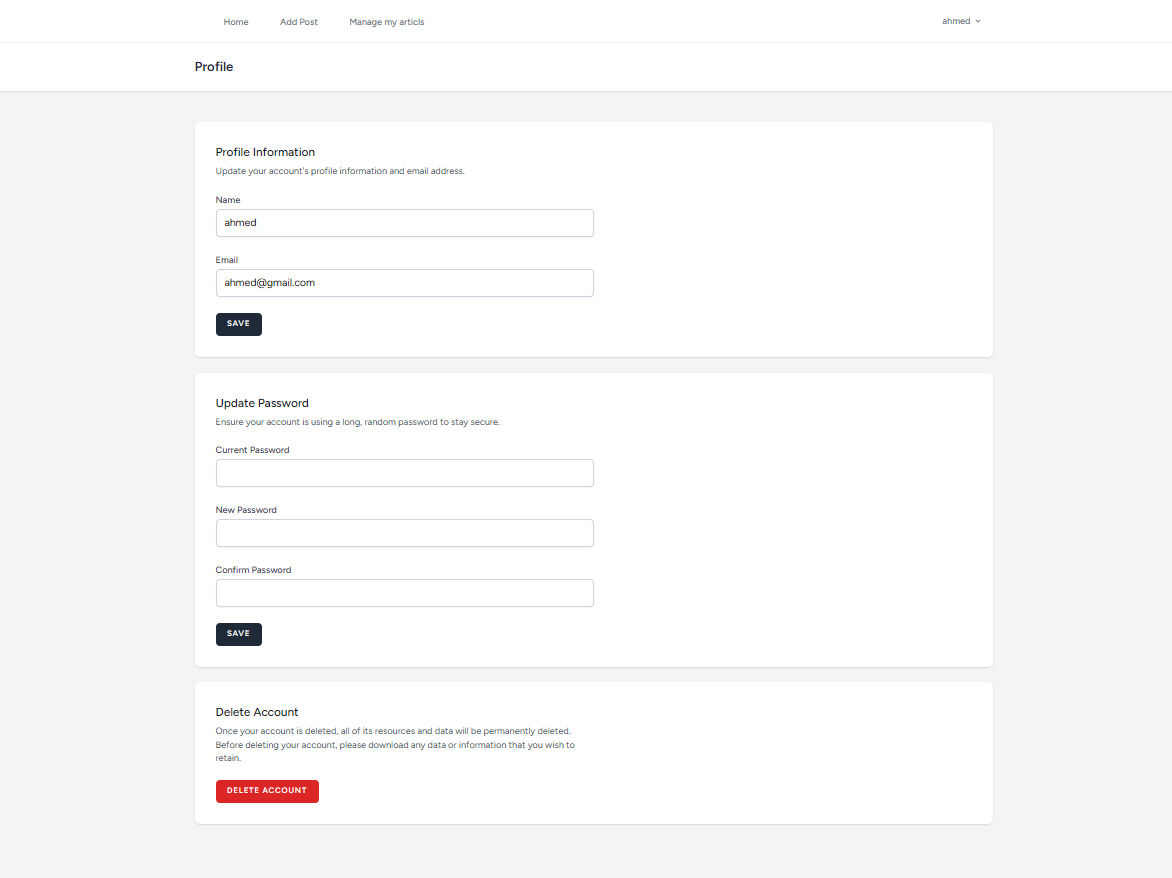 Home Add Post Manage my articls ahmed
Profile
Profile Information
Update your account's profile information and email address.
Name
ahmed
Email
ahmed@gmail.com
SAVE
Update Password
Ensure your account is using a long, random password to stay secure.
Current Password
New Password
Confirm Password
SAVE
Delete Account
Once your account is deleted, all of its resources and data will be permanently deleted.
Before deleting your account, please download any data or information that you wish to
retain.
DELETE ACCOUNT